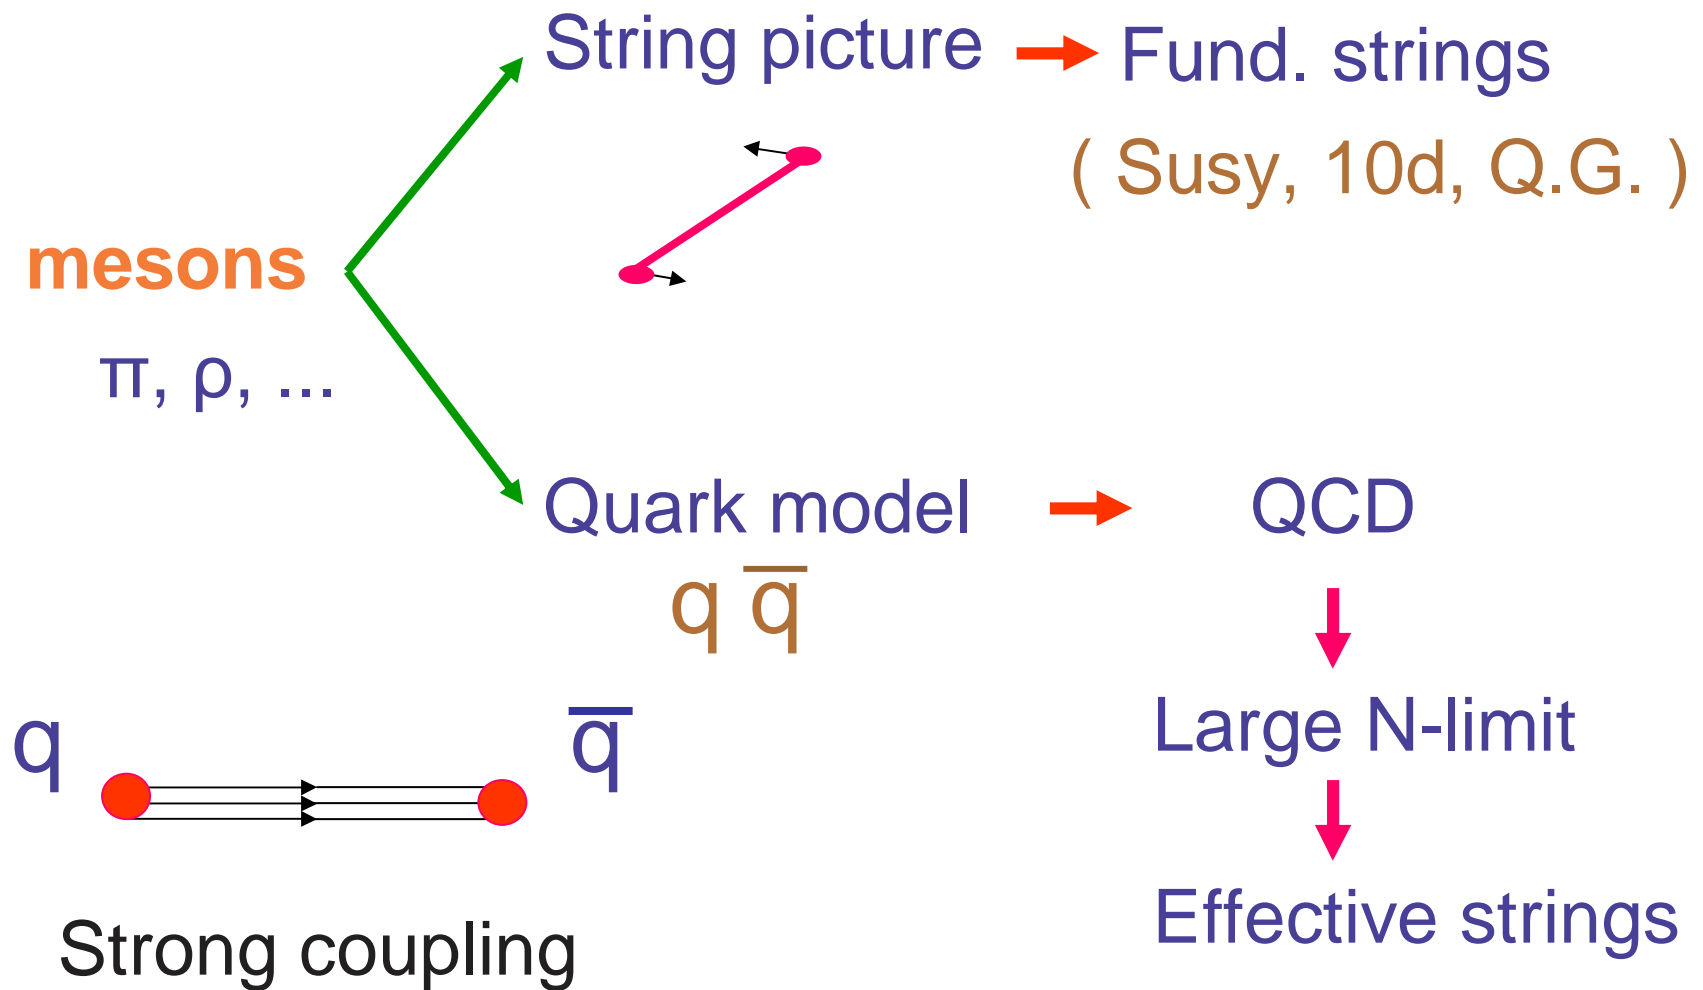 String picture
Fund. strings
( Susy, 10d, Q.G. )
mesons
π, ρ, ...
Quark model
QCD
q q̅
q
q̅
Large N-limit
Effective strings
Strong coupling